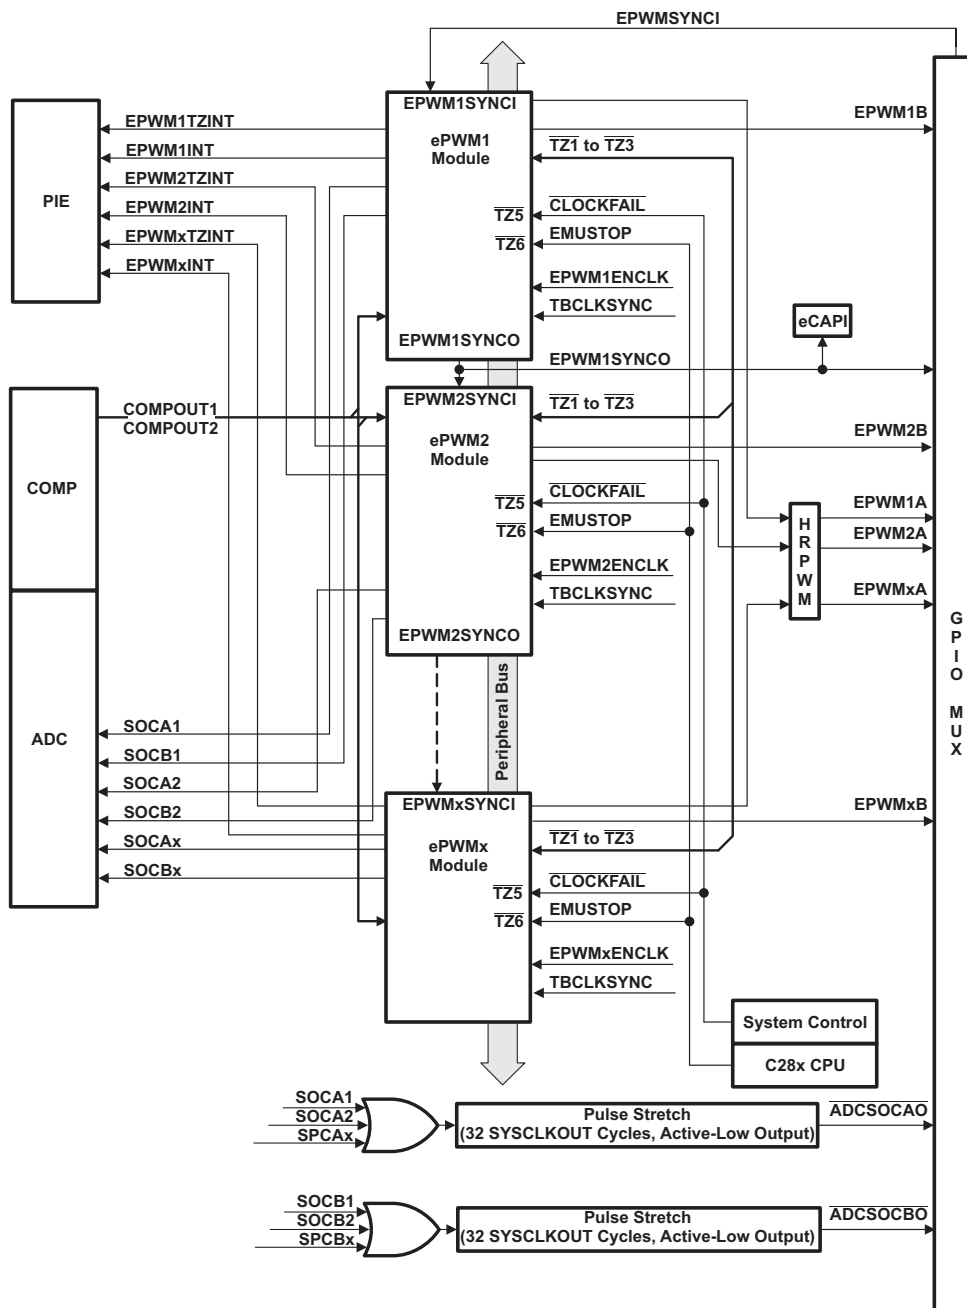 EPWMSYNCI
EPWM1SYNCI
EPWM1B
EPWM1TZINT
ePWM1
Module
TZ1 to TZ3
EPWM1INT
EPWM2TZINT
PIE
EPWM2INT
TZ5
CLOCKFAIL
EPWMxTZINT
TZ6
EMUSTOP
EPWMxINT
EPWM1ENCLK
TBCLKSYNC
eCAPI
EPWM1SYNCO
EPWM1SYNCO
EPWM2SYNCI
TZ1 to TZ3
COMPOUT1
COMPOUT2
EPWM2B
ePWM2
Module
COMP
TZ5
CLOCKFAIL
EPWM1A
TZ6
EMUSTOP
EPWM2A
HRPWM
EPWM2ENCLK
TBCLKSYNC
EPWMxA
EPWM2SYNCO
GPIO MUX
Peripheral Bus
ADC
SOCA1
SOCB1
SOCA2
SOCB2
SOCAx
SOCBx
EPWMxSYNCI
EPWMxB
ePWMx
Module
TZ1 to TZ3
TZ5
CLOCKFAIL
TZ6
EMUSTOP
EPWMxENCLK
TBCLKSYNC
System Control
C28x CPU
SOCA1
SOCA2
SPCAx
Pulse Stretch
(32 SYSCLKOUT Cycles, Active-Low Output)
ADCSOCAO
SOCB1
SOCB2
SPCBx
Pulse Stretch
(32 SYSCLKOUT Cycles, Active-Low Output)
ADCSOCBO